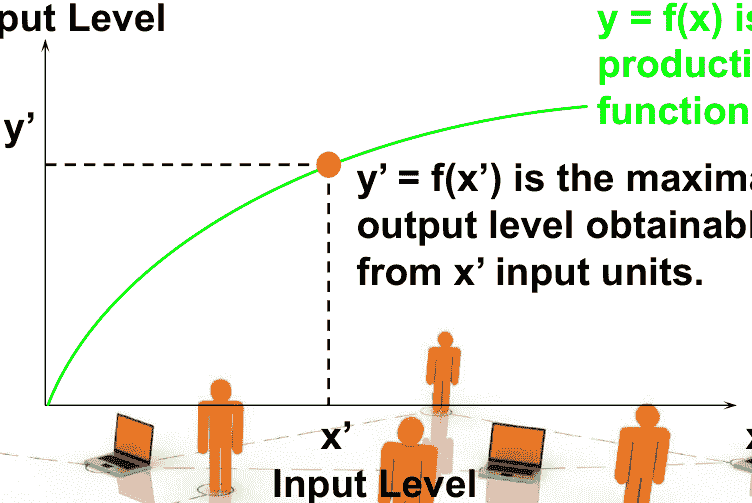 put Level
y = f(x) is
producti
function
y’
y’ = f(x’) is the maxima
output level obtainabl
from x’ input units.
x’
x
Input Level